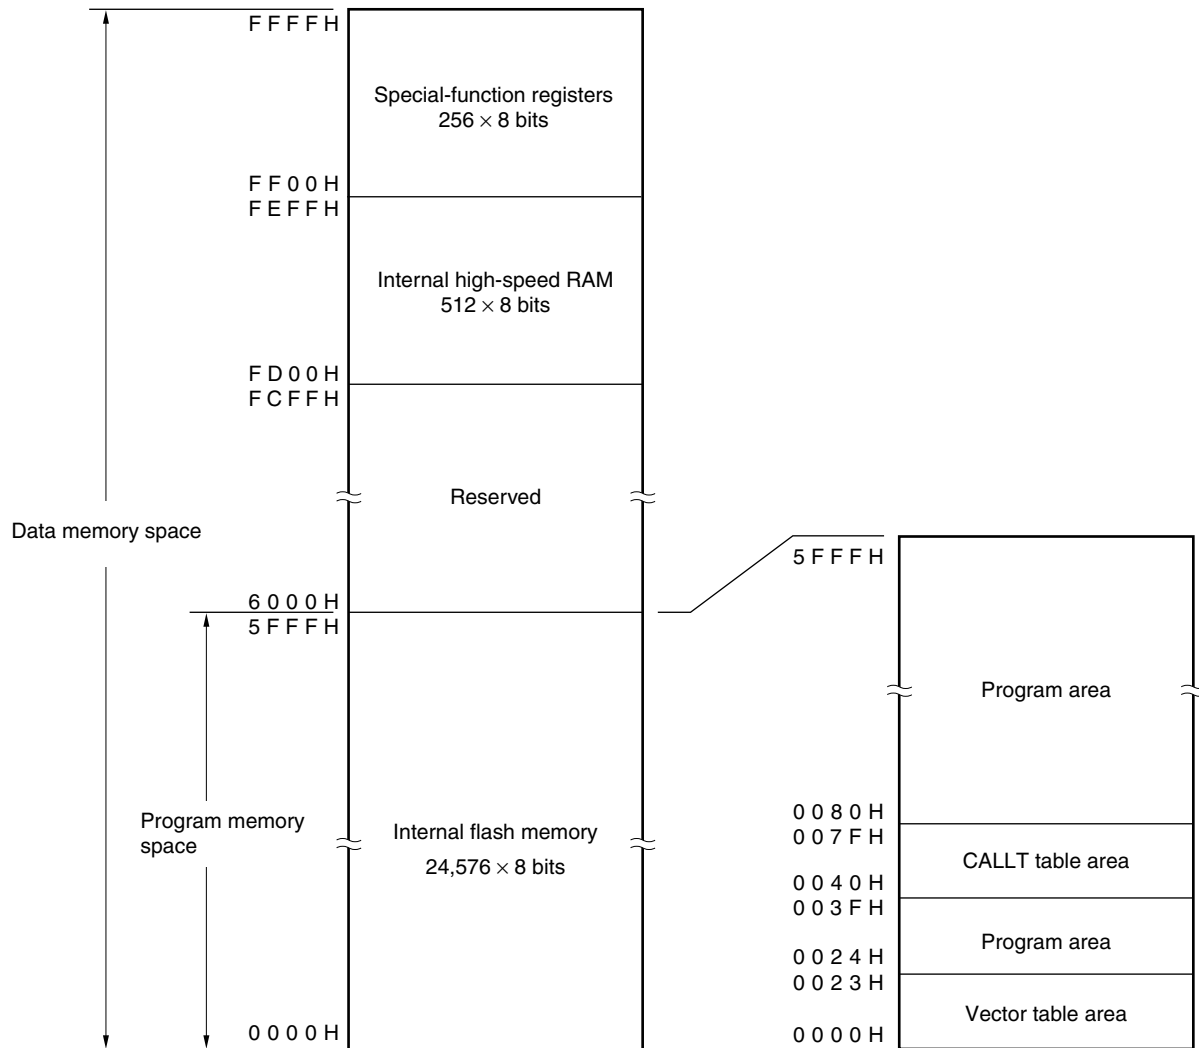 FFFFH
Special-function registers
256 × 8 bits
FF00H
FEFFH
Internal high-speed RAM
512 × 8 bits
FD00H
FCFFH
Reserved
Data memory space
6000H
5FFFH
Program memory
space
Internal flash memory
24,576 × 8 bits
0000H
5FFFH
Program area
0080H
007FH
CALLT table area
0040H
003FH
Program area
0024H
0023H
Vector table area
0000H